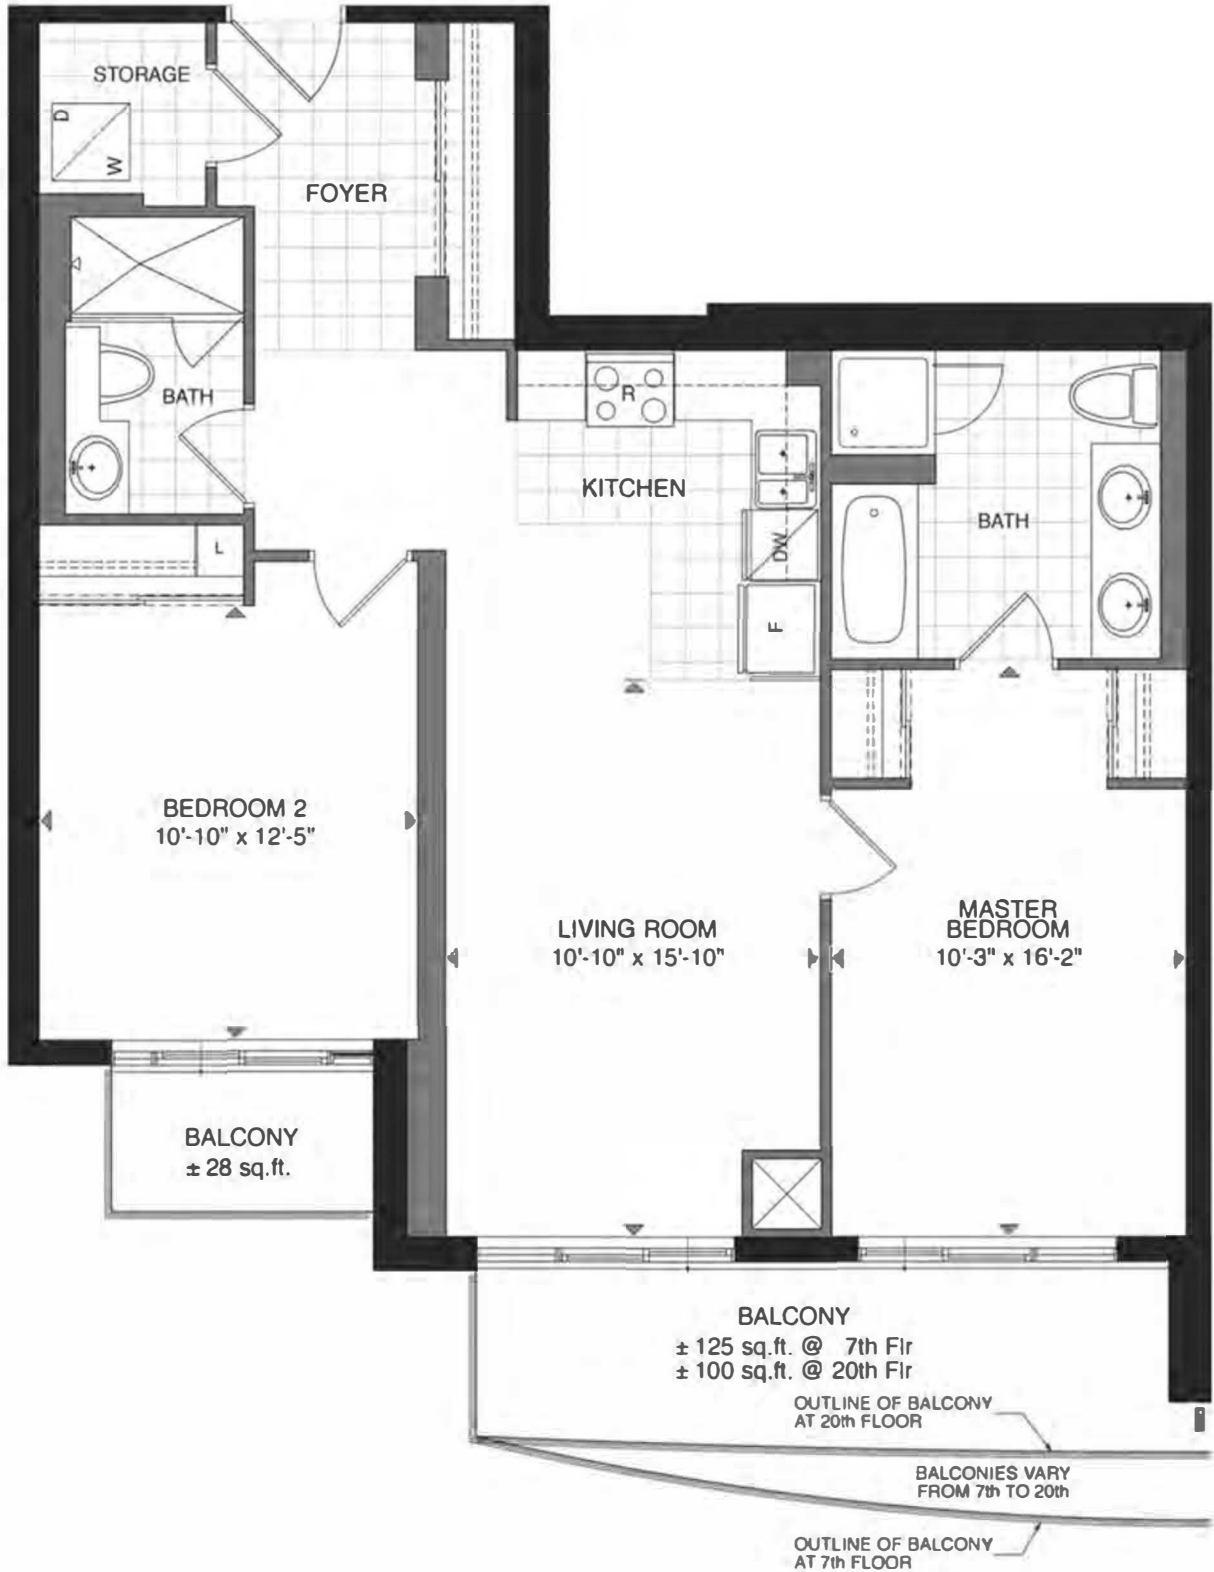 STORAGE
D
W
FOYER
BATH
R
KITCHEN
BATH
L
DW
F
BEDROOM 2
10'-10" x 12'-5"
LIVING ROOM
10'-10" x 15'-10"
MASTER
BEDROOM
10'-3" x 16'-2"
BALCONY
± 28 sq.ft.
BALCONY
± 125 sq.ft. @ 7th Flr
± 100 sq.ft. @ 20th Flr
OUTLINE OF BALCONY
AT 20th FLOOR
BALCONIES VARY
FROM 7th TO 20th
OUTLINE OF BALCONY
AT 7th FLOOR